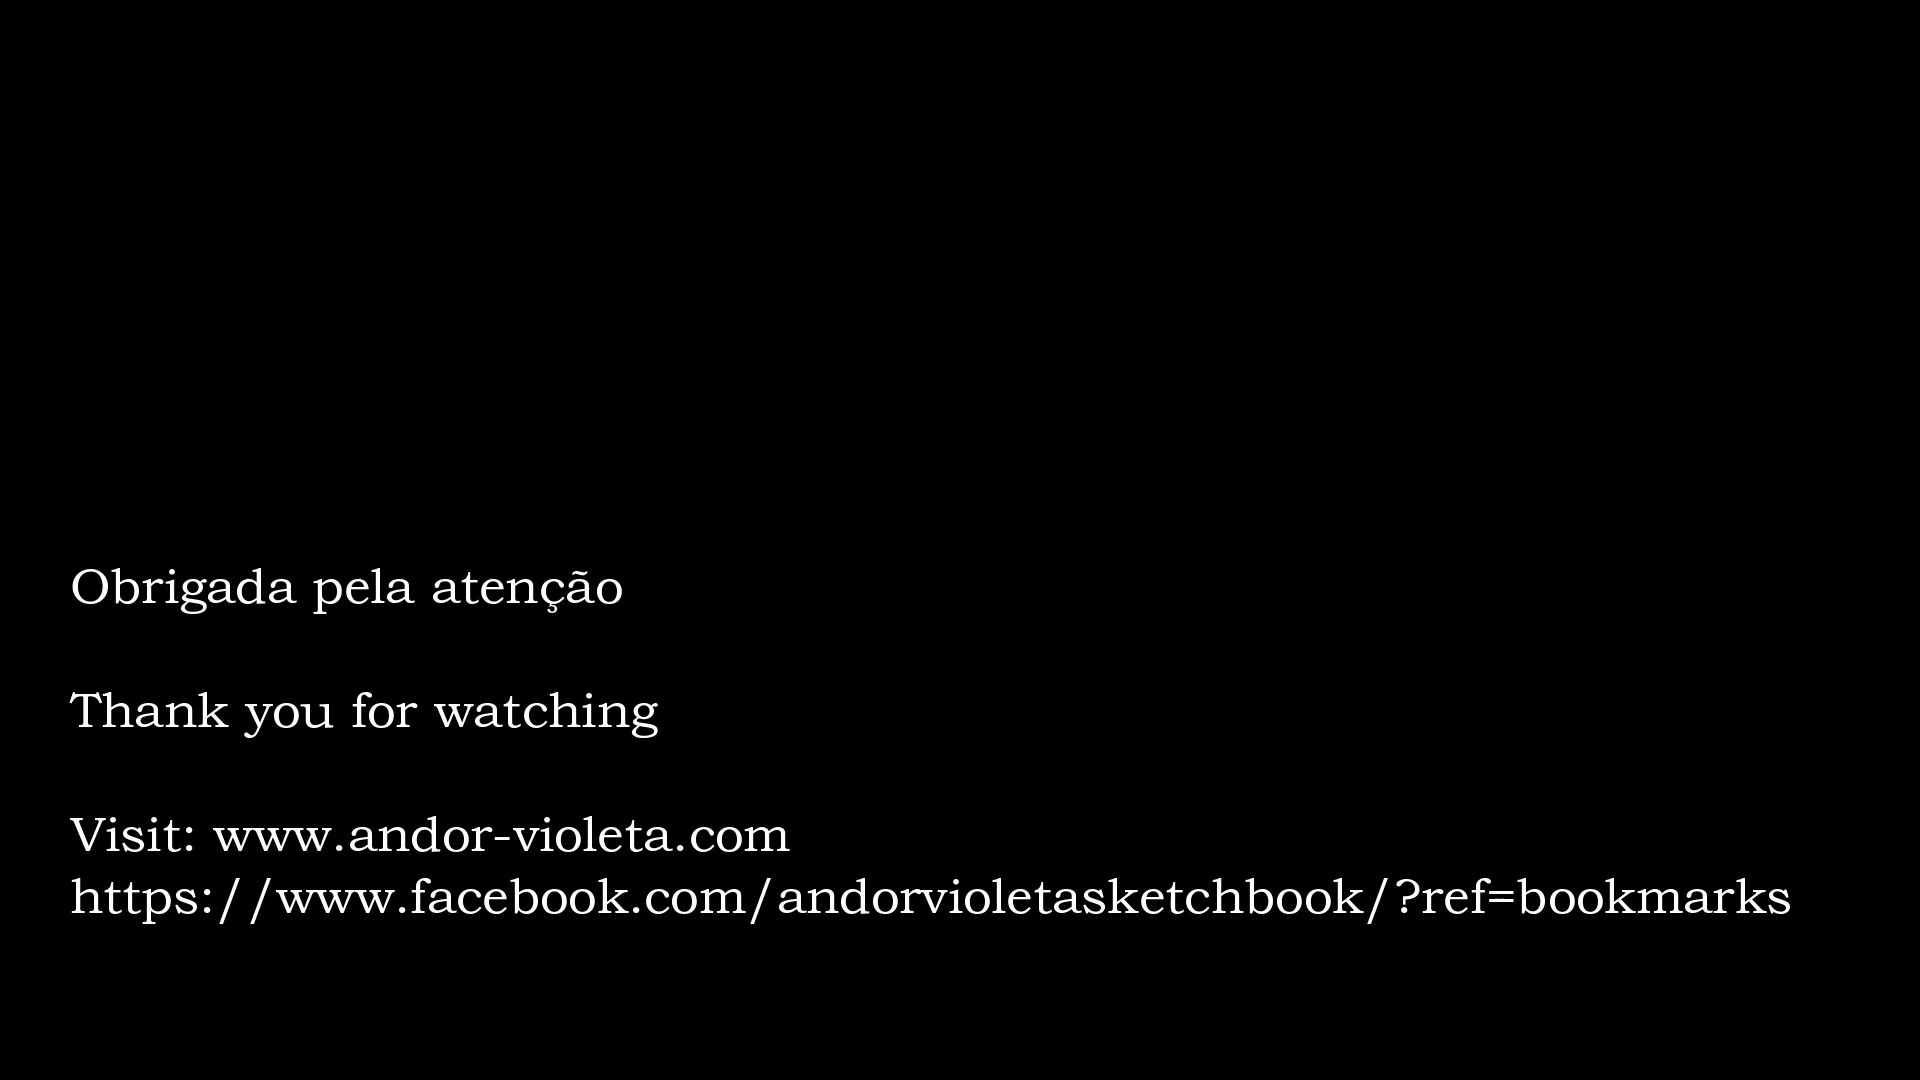 Obrigada pela atenção
Thank you for watching
Visit: www.andor-violeta.com
https://www.facebook.com/andorvioletasketchbook/?ref=bookmarks